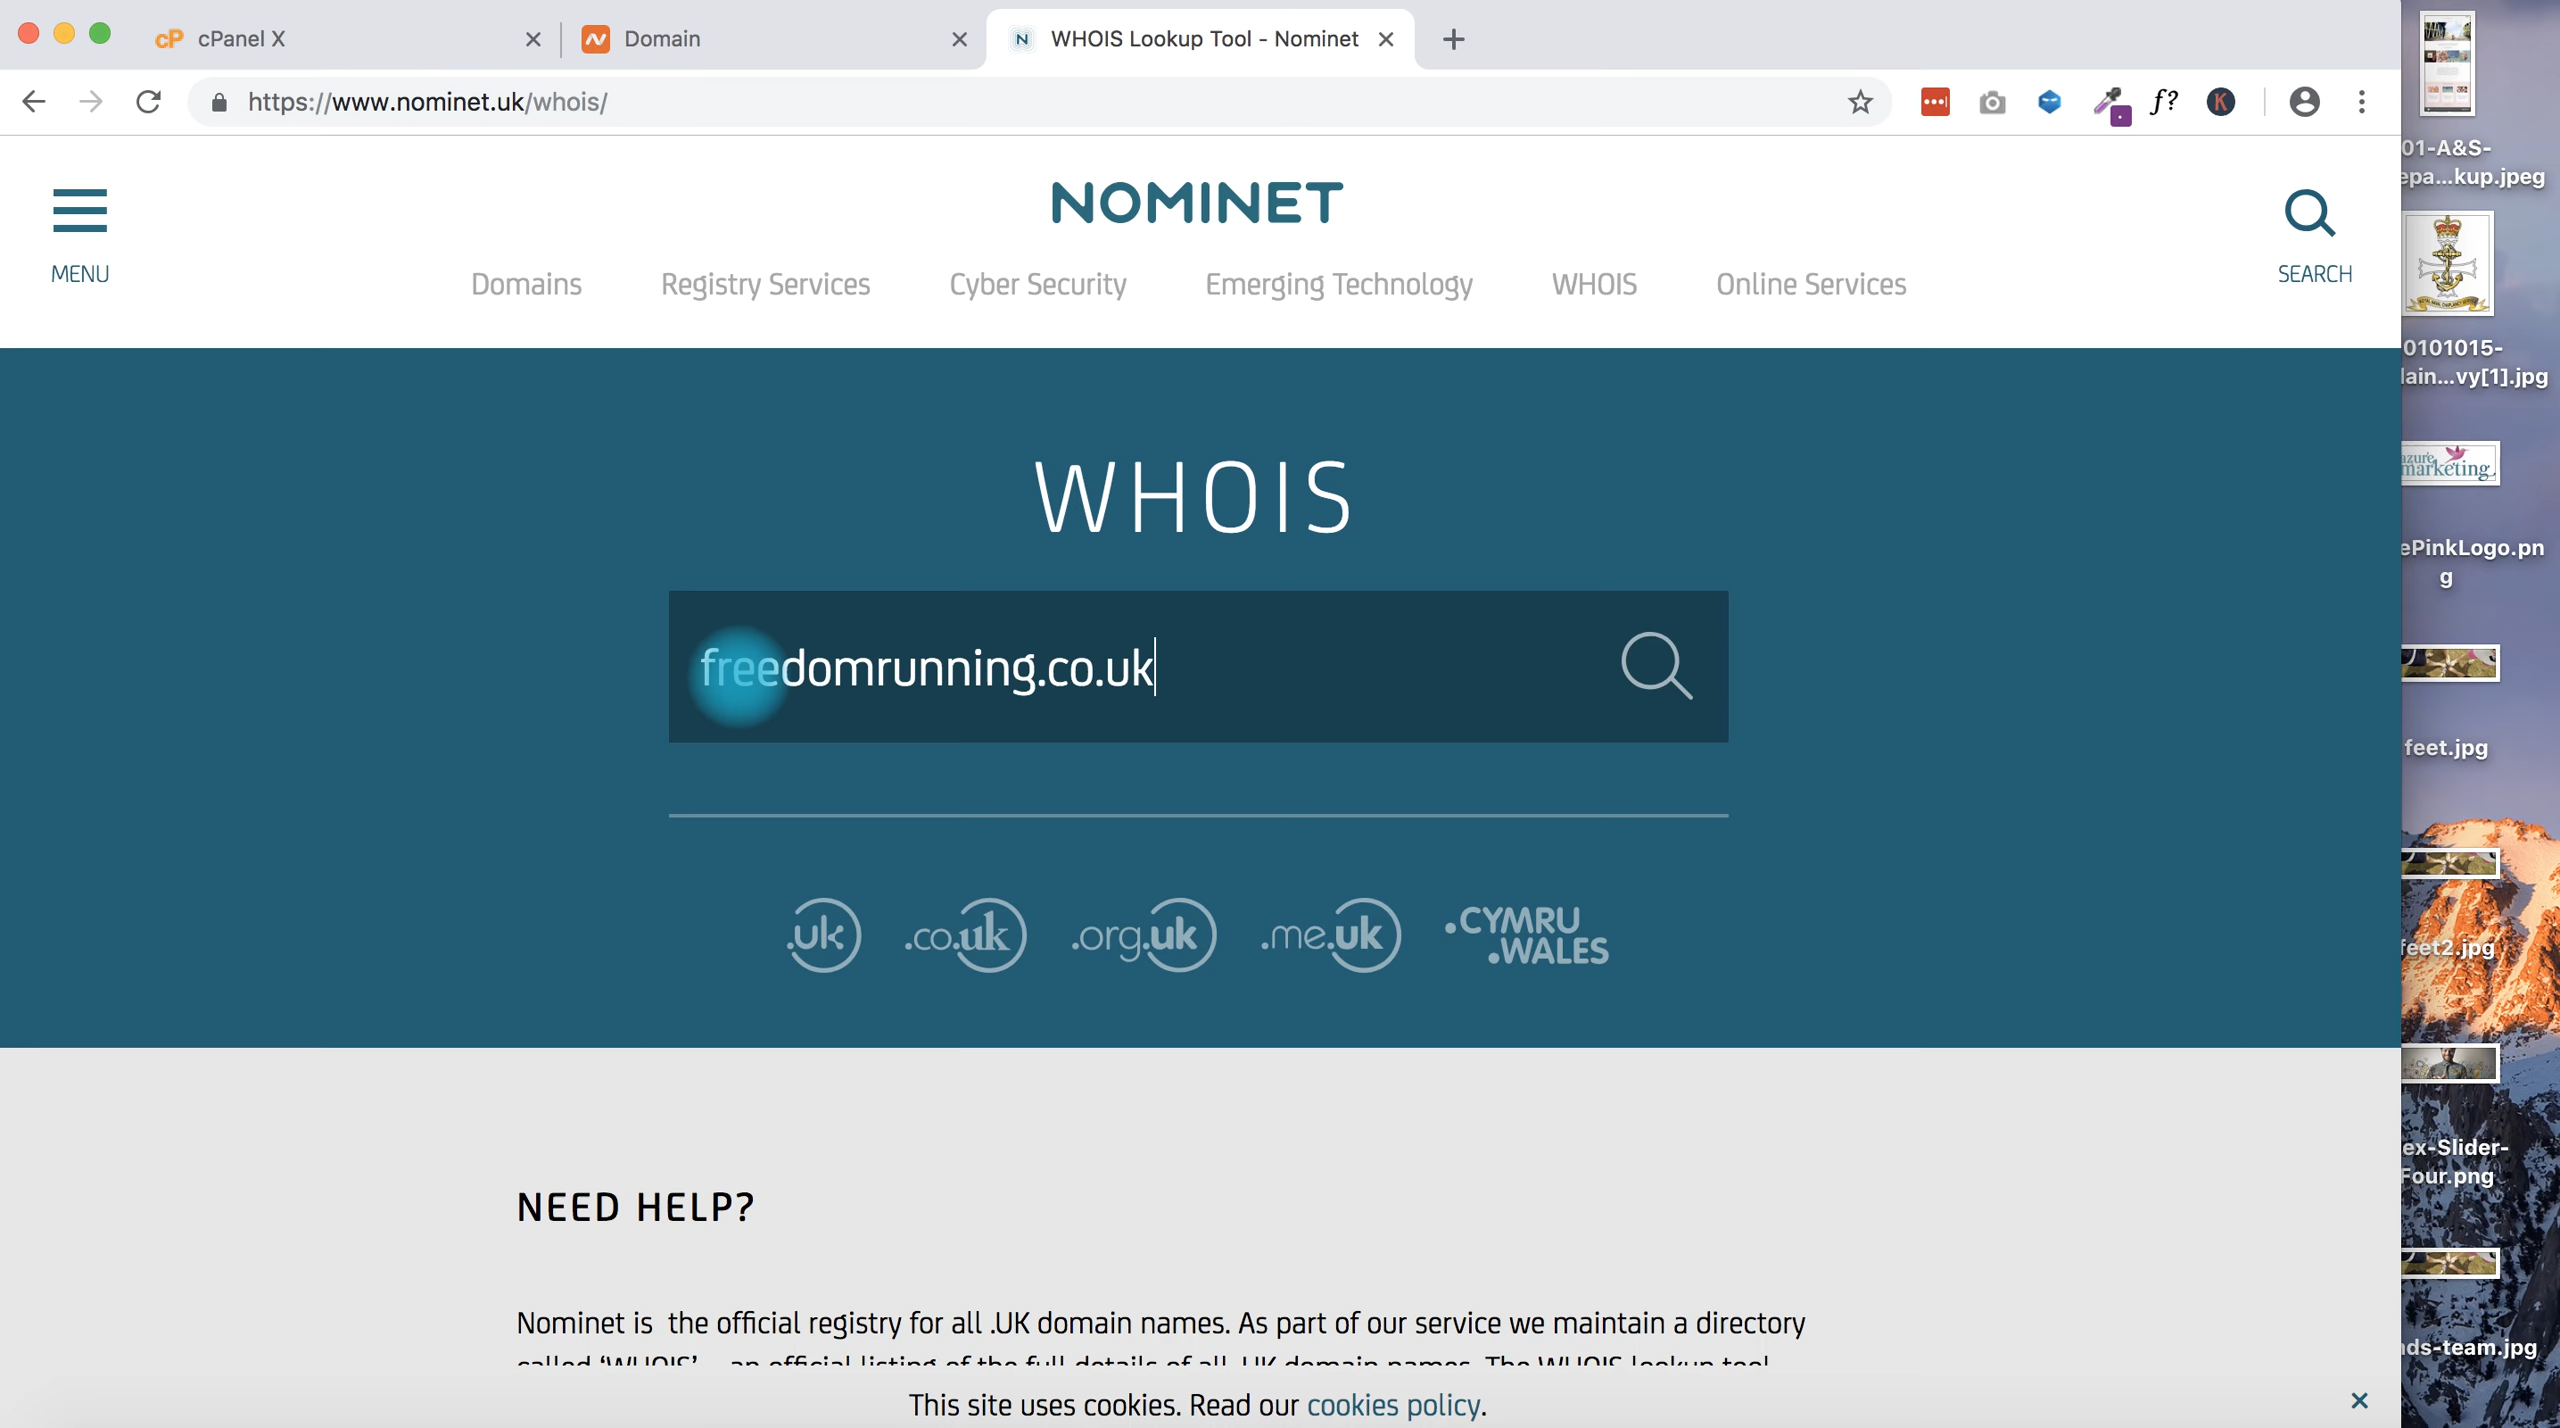 cP cPanel X
Domain
N WHOIS Lookup Tool - Nominet
https://www.nominet.uk/whois/
f?
K
MENU
NOMINET
SEARCH
Domains
Registry Services
Cyber Security
Emerging Technology
WHOIS
Online Services
WHOIS
freedomrunning.co.uk
.uk
.co.uk
.org.uk
.me.uk
.CYMRU
.WALES
NEED HELP?
Nominet is the official registry for all .UK domain names. As part of our service we maintain a directory
called 'WHOIS' – an official listing of the full details of all .UK domain names. The WHOIS lookup tool
This site uses cookies. Read our cookies policy.
01-A&S-
epa...kup.jpeg
0101015-
lain...vy[1].jpg
azure
marketing
ePinkLogo.pn
g
feet.jpg
feet2.jpg
ex-Slider-
Four.png
ds-team.jpg